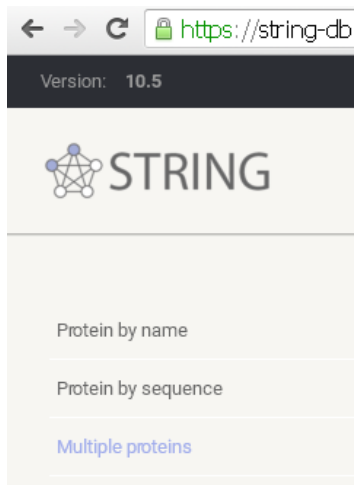 https://string-db
Version: 10.5
STRING
Protein by name
Protein by sequence
Multiple proteins